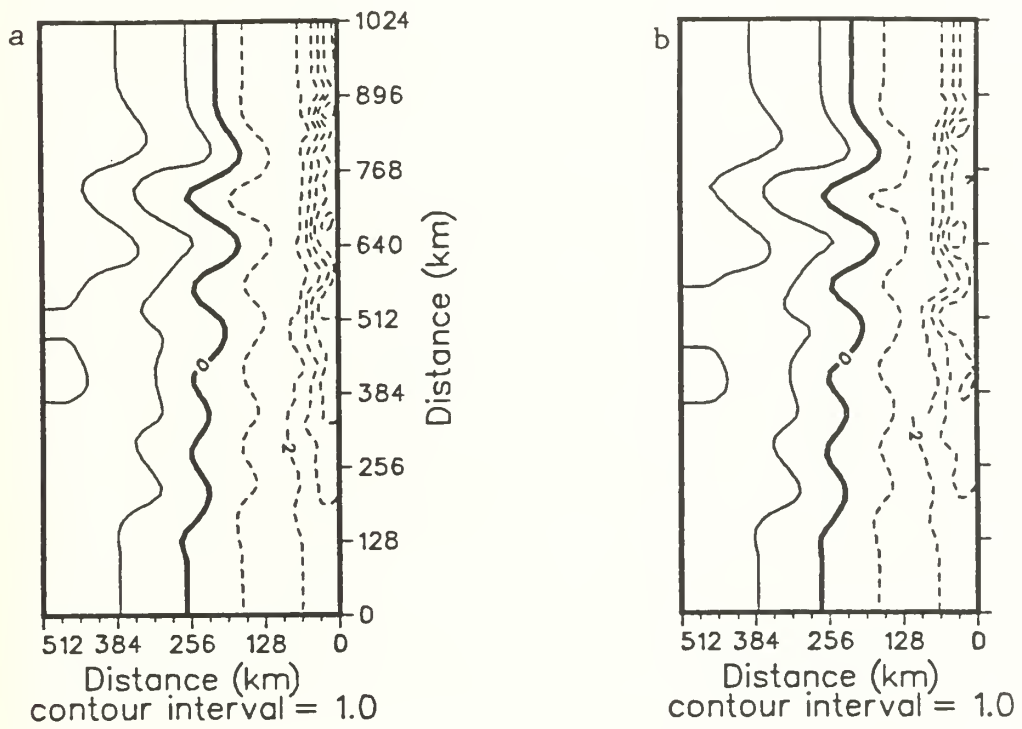 a
1024
896
768
640
512
384
256
128
0
Distance (km)
0
2
512 384 256 128 0
Distance (km)
contour interval = 1.0
b
0
2
512 384 256 128 0
Distance (km)
contour interval = 1.0